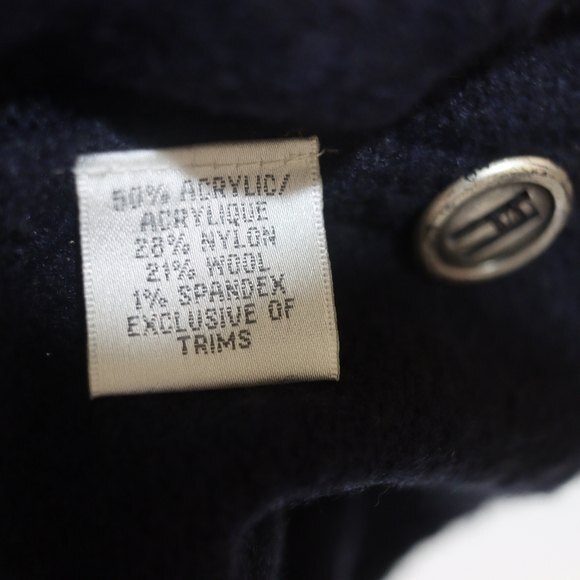 50% ACRYLIC/
ACRYLIQUE
28% NYLON
21% WOOL
1% SPANDEX
EXCLUSIVE OF
TRIMS